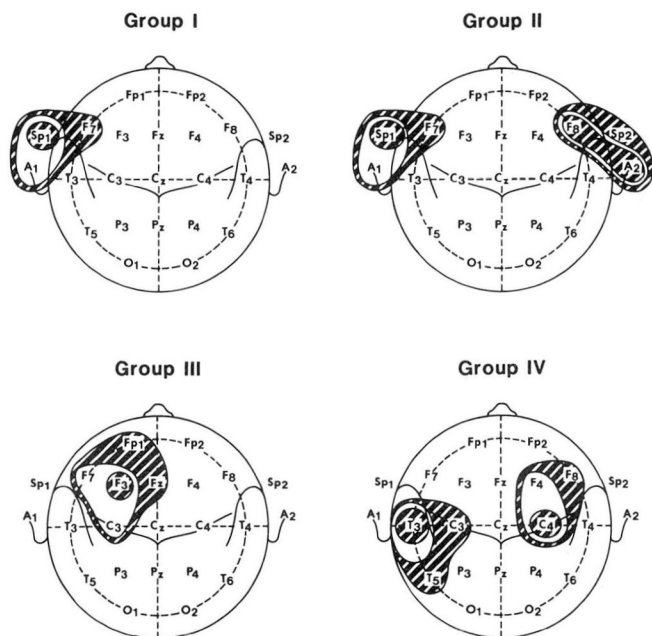 Group I
Fp1 Fp2
Sp1 F7 F3 Fz F4 F8 Sp2
A1 T3 C3 Cz C4 T4 A2
T5 P3 Pz P4 T6
O1 O2
Group II
Fp1 Fp2
Sp1 F7 F3 Fz F4 F8 Sp2
A1 T3 C3 Cz C4 T4 A2
T5 P3 Pz P4 T6
O1 O2
Group III
Fp1 Fp2
Sp1 F7 F3 Fz F4 F8 Sp2
A1 T3 C3 Cz C4 T4 A2
T5 P3 Pz P4 T6
O1 O2
Group IV
Fp1 Fp2
Sp1 F7 F3 Fz F4 F8 Sp2
A1 T3 C3 Cz C4 T4 A2
T5 P3 Pz P4 T6
O1 O2